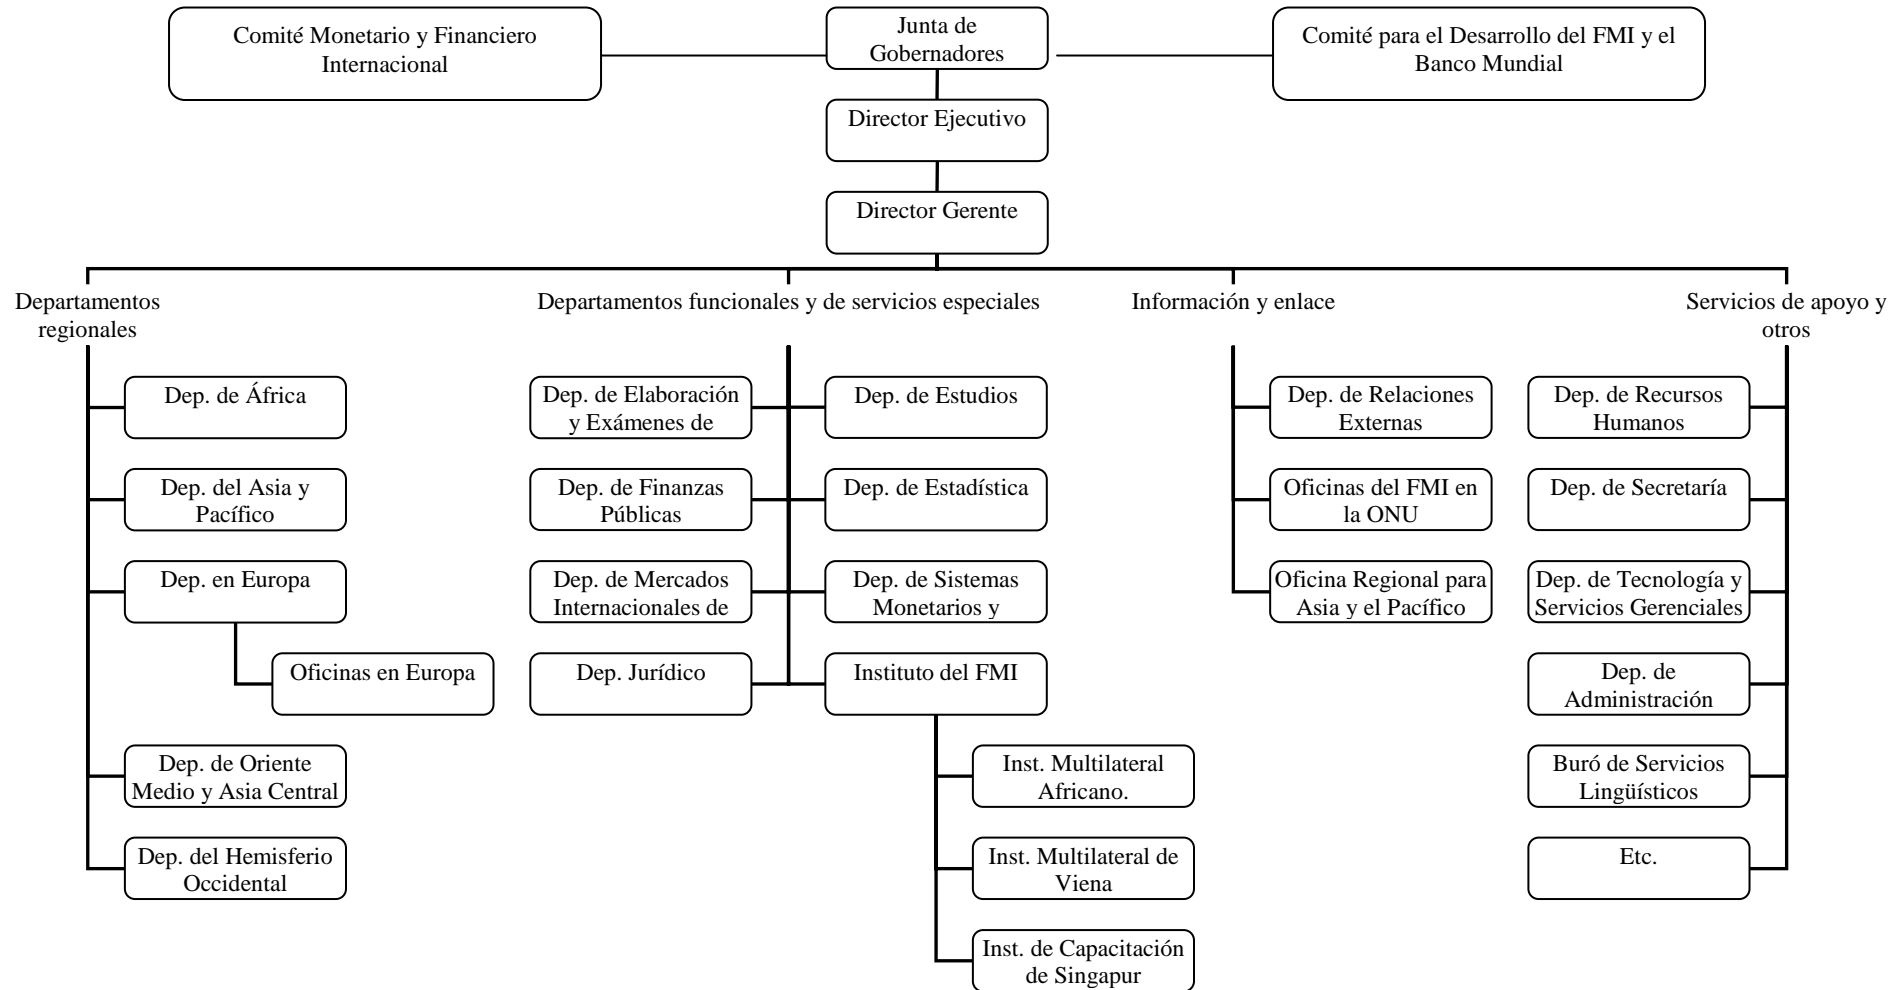 Comité Monetario y Financiero
Internacional
Junta de
Gobernadores
Comité para el Desarrollo del FMI y el
Banco Mundial
Director Ejecutivo
Director Gerente
Departamentos
regionales
Departamentos funcionales y de servicios especiales
Información y enlace
Servicios de apoyo y
otros
Dep. de África
Dep. del Asia y
Pacífico
Dep. en Europa
Oficinas en Europa
Dep. de Oriente
Medio y Asia Central
Dep. del Hemisferio
Occidental
Dep. de Elaboración
y Exámenes de
Dep. de Finanzas
Públicas
Dep. de Mercados
Internacionales de
Dep. Jurídico
Dep. de Estudios
Dep. de Estadística
Dep. de Sistemas
Monetarios y
Instituto del FMI
Inst. Multilateral
Africano.
Inst. Multilateral de
Viena
Inst. de Capacitación
de Singapur
Dep. de Relaciones
Externas
Oficinas del FMI en
la ONU
Oficina Regional para
Asia y el Pacífico
Dep. de Recursos
Humanos
Dep. de Secretaría
Dep. de Tecnología y
Servicios Gerenciales
Dep. de
Administración
Buró de Servicios
Lingüísticos
Etc.